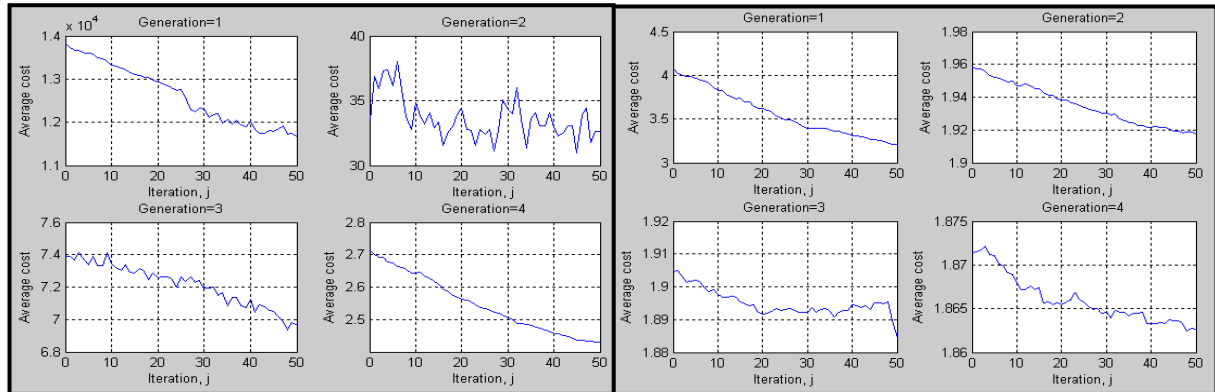 x 10^4
Generation=1
Average cost
1.4
1.3
1.2
1.1
0 10 20 30 40 50
Iteration, j
Generation=2
Average cost
40
35
30
0 10 20 30 40 50
Iteration, j
Generation=3
Average cost
7.6
7.4
7.2
7
6.8
0 10 20 30 40 50
Iteration, j
Generation=4
Average cost
2.8
2.7
2.6
2.5
0 10 20 30 40 50
Iteration, j
Generation=1
Average cost
4.5
4
3.5
3
0 10 20 30 40 50
Iteration, j
Generation=2
Average cost
1.98
1.96
1.94
1.92
1.9
0 10 20 30 40 50
Iteration, j
Generation=3
Average cost
1.92
1.91
1.9
1.89
1.88
0 10 20 30 40 50
Iteration, j
Generation=4
Average cost
1.875
1.87
1.865
1.86
0 10 20 30 40 50
Iteration, j